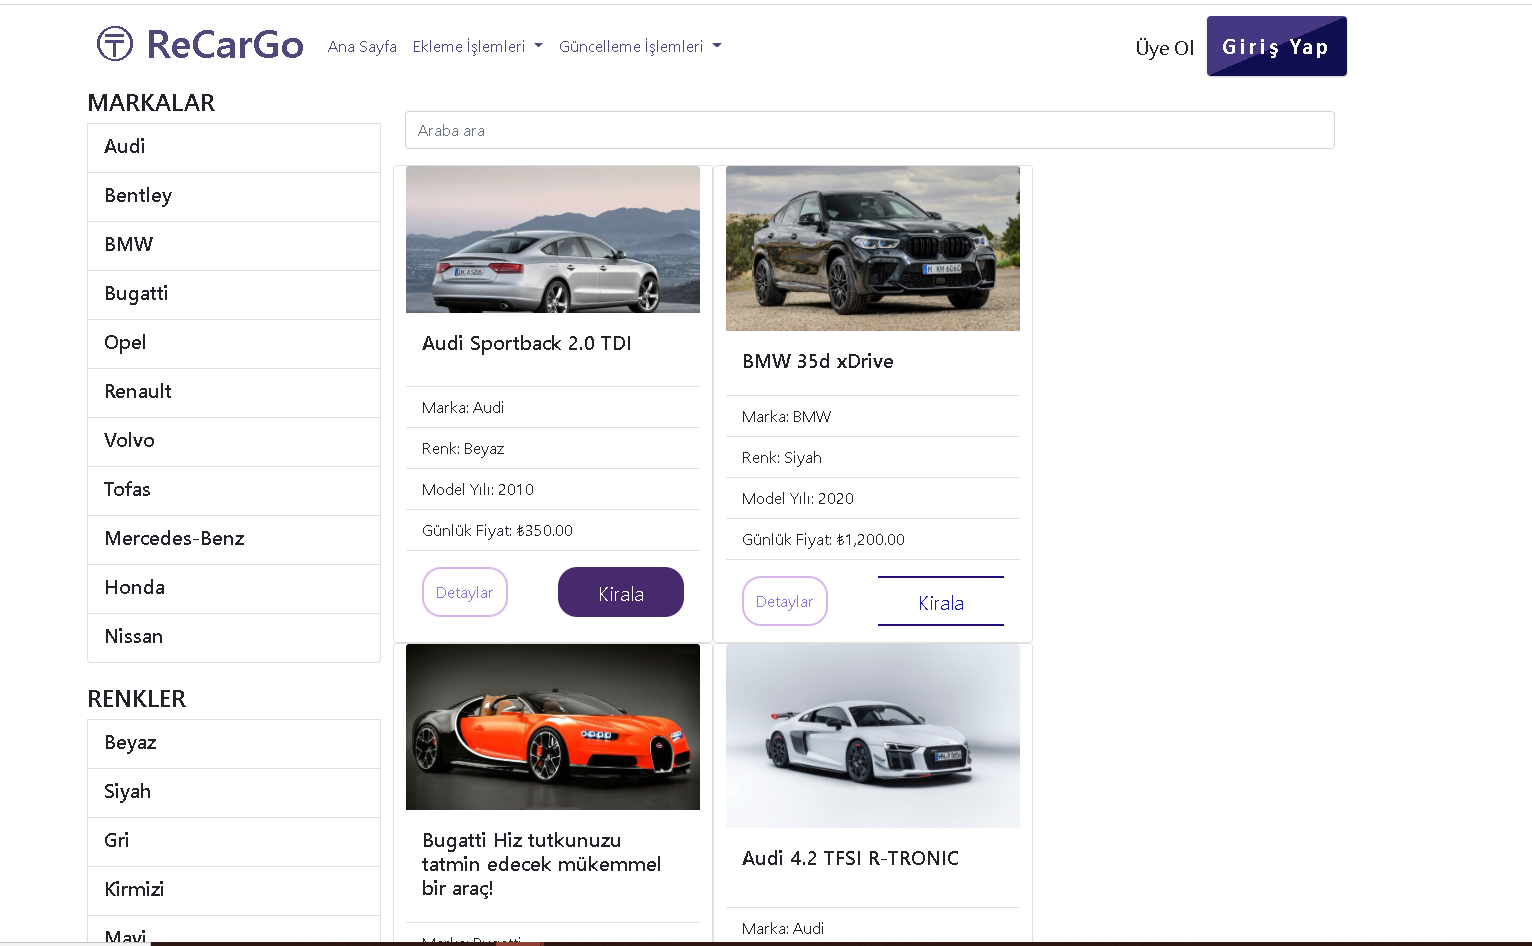 ReCarGo
Ana Sayfa
Ekleme İşlemleri
Güncelleme İşlemleri
Üye Ol
Giriş Yap
MARKALAR
Audi
Bentley
BMW
Bugatti
Opel
Renault
Volvo
Tofas
Mercedes-Benz
Honda
Nissan
RENKLER
Beyaz
Siyah
Gri
Kirmizi
Mavi
Araba ara
Audi Sportback 2.0 TDI
Marka: Audi
Renk: Beyaz
Model Yılı: 2010
Günlük Fiyat: ₺350.00
Detaylar
Kirala
M XM 6060
BMW 35d xDrive
Marka: BMW
Renk: Siyah
Model Yılı: 2020
Günlük Fiyat: ₺1,200.00
Detaylar
Kirala
Bugatti Hiz tutkunuzu
tatmin edecek mükemmel
bir araç!
Marka: Bugatti
Audi 4.2 TFSI R-TRONIC
Marka: Audi